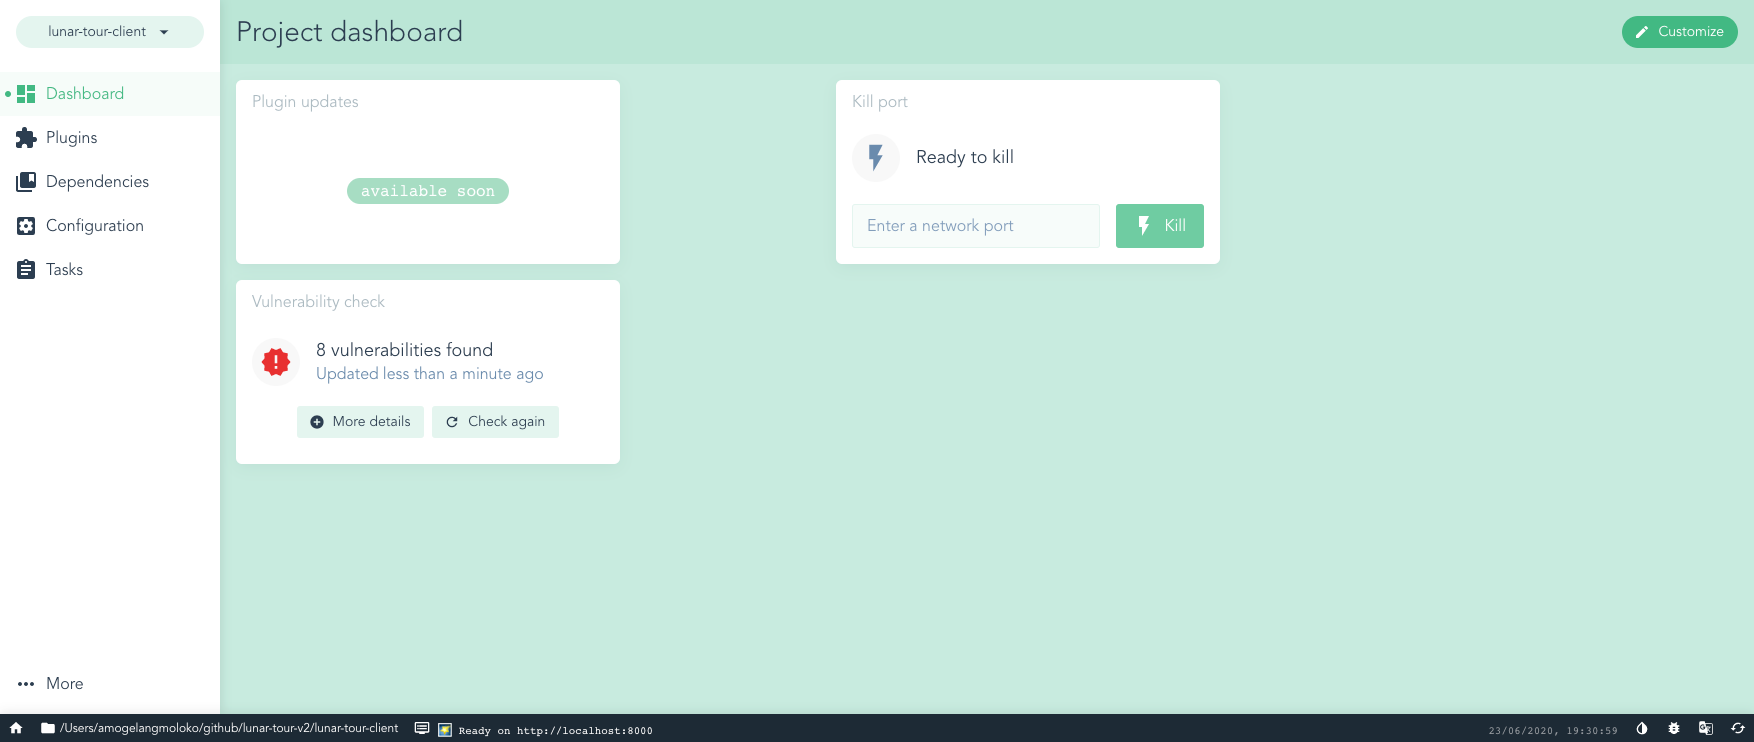 lunar-tour-client
Project dashboard
Customize
Dashboard
Plugins
Dependencies
Configuration
Tasks
More
Plugin updates
available soon
Kill port
Ready to kill
Enter a network port
Kill
Vulnerability check
8 vulnerabilities found
Updated less than a minute ago
More details
Check again
/Users/amogelangmoloko/github/lunar-tour-v2/lunar-tour-client
Ready on http://localhost:8000
23/06/2020, 19:30:59